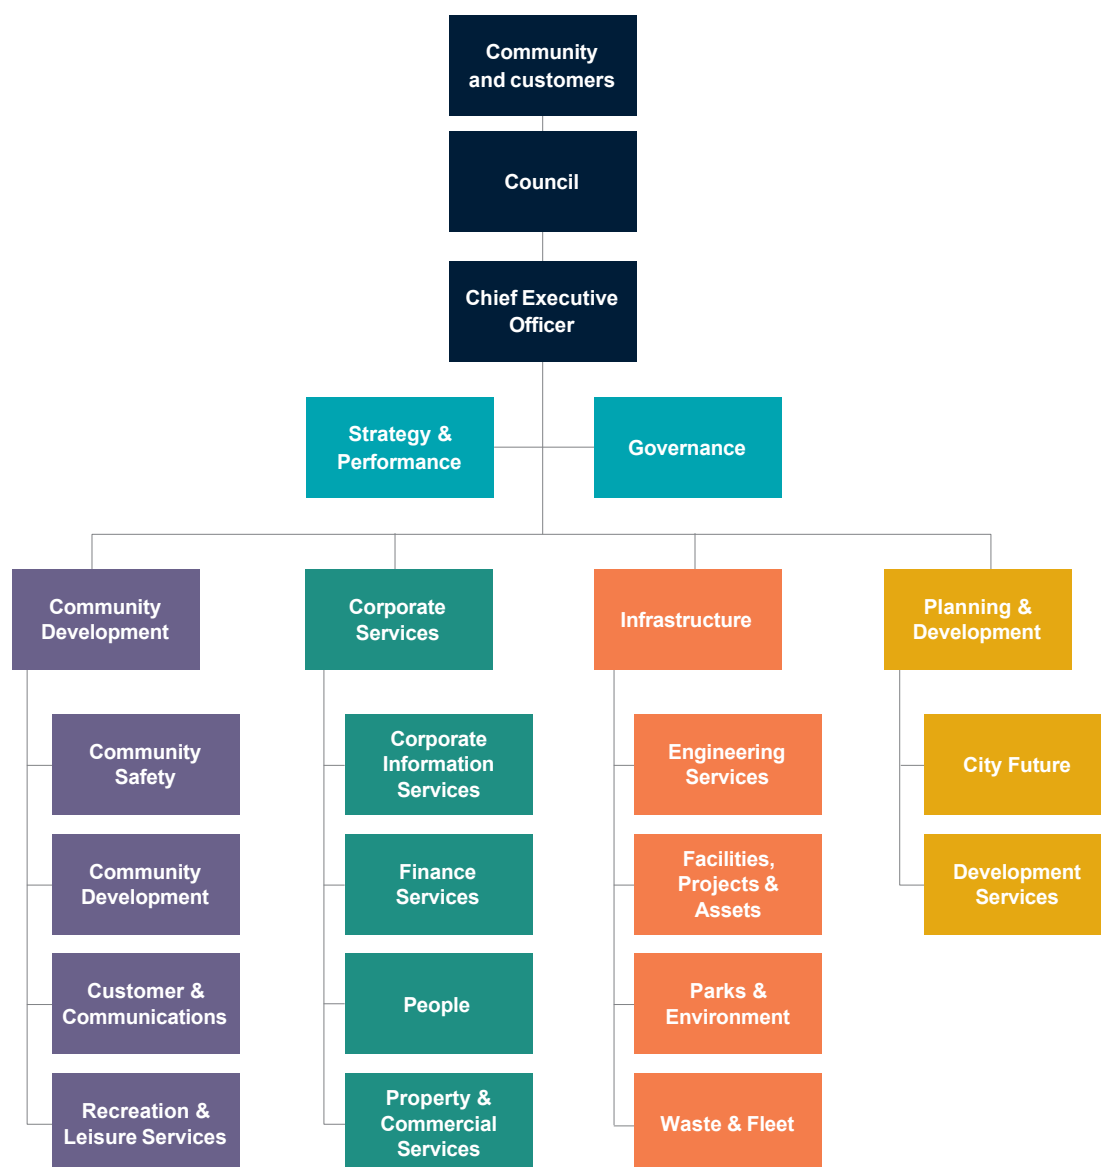 Community
and customers
Council
Chief Executive
Officer
Strategy &
Performance
Governance
Community
Development
Corporate
Services
Infrastructure
Planning &
Development
Community
Safety
Corporate
Information
Services
Engineering
Services
City Future
Community
Development
Finance
Services
Facilities,
Projects &
Assets
Development
Services
Customer &
Communications
People
Parks &
Environment
Recreation &
Leisure Services
Property &
Commercial
Services
Waste & Fleet